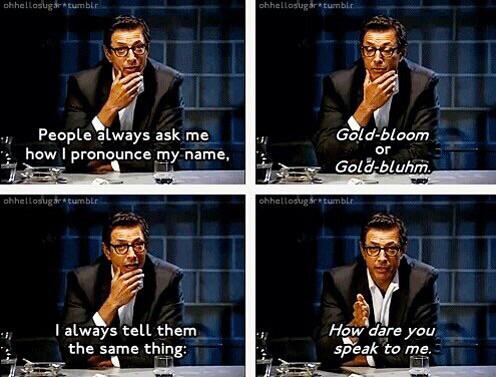 ohhellosugar*tumblr
People always ask me
how I pronounce my name,
ohhellosugar*tumblr
Gold-bloom
or
Gold-bluhm.
ohhellosugar*tumblr
I always tell them
the same thing:
ohhellosugar*tumblr
How dare you
speak to me.